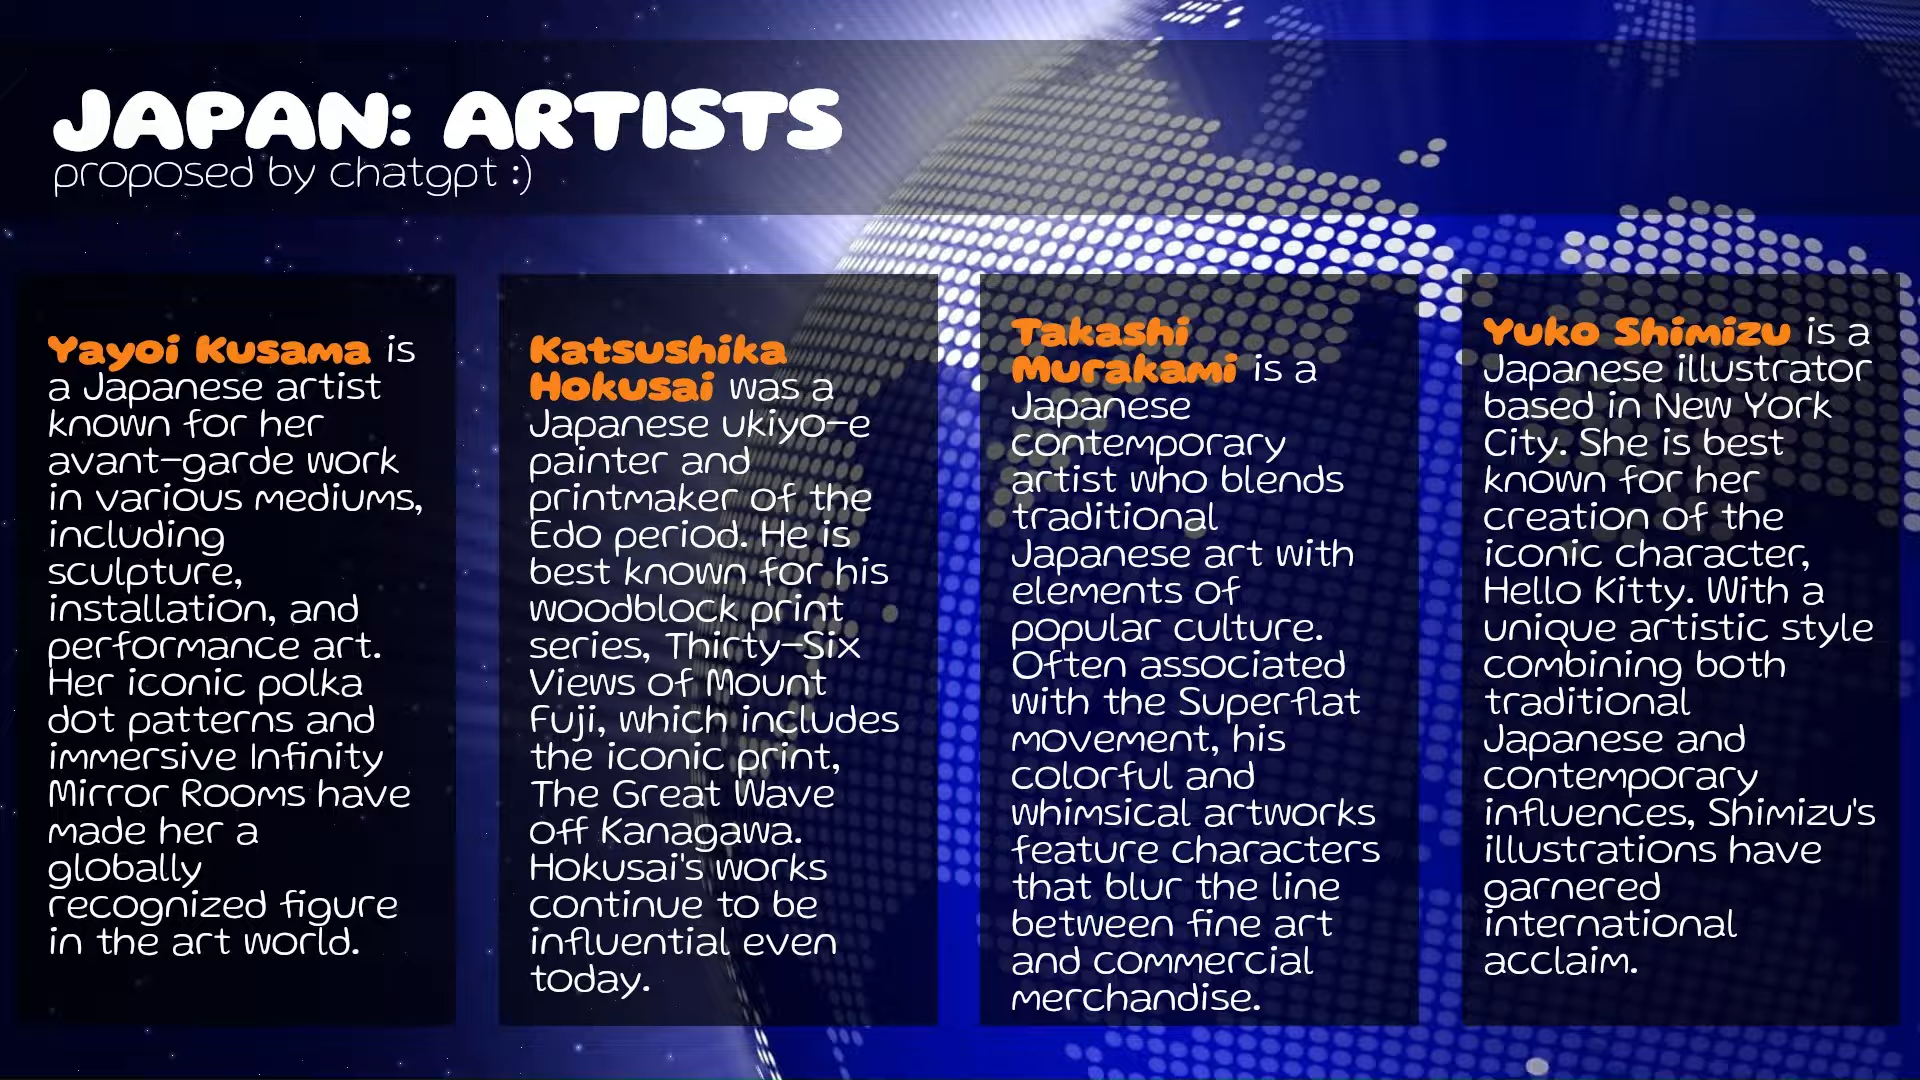 JAPAN: ARTISTS
proposed by chatgpt :)
Yayoi Kusama is
a Japanese artist
known for her
avant-garde work
in various mediums,
including
sculpture,
installation, and
performance art.
Her iconic polka
dot patterns and
immersive Infinity
Mirror Rooms have
made her a
globally
recognized figure
in the art world.
Katsushika
Hokusai was a
Japanese ukiyo-e
painter and
printmaker of the
Edo period. He is
best known for his
woodblock print
series, Thirty-Six
Views of Mount
Fuji, which includes
the iconic print,
The Great Wave
off Kanagawa.
Hokusai's works
continue to be
influential even
today.
Takashi
Murakami is a
Japanese
contemporary
artist who blends
traditional
Japanese art with
elements of
popular culture.
Often associated
with the Superflat
movement, his
colorful and
whimsical artworks
feature characters
that blur the line
between fine art
and commercial
merchandise.
Yuko Shimizu is a
Japanese illustrator
based in New York
City. She is best
known for her
creation of the
iconic character,
Hello Kitty. With a
unique artistic style
combining both
traditional
Japanese and
contemporary
influences, Shimizu's
illustrations have
garnered
international
acclaim.